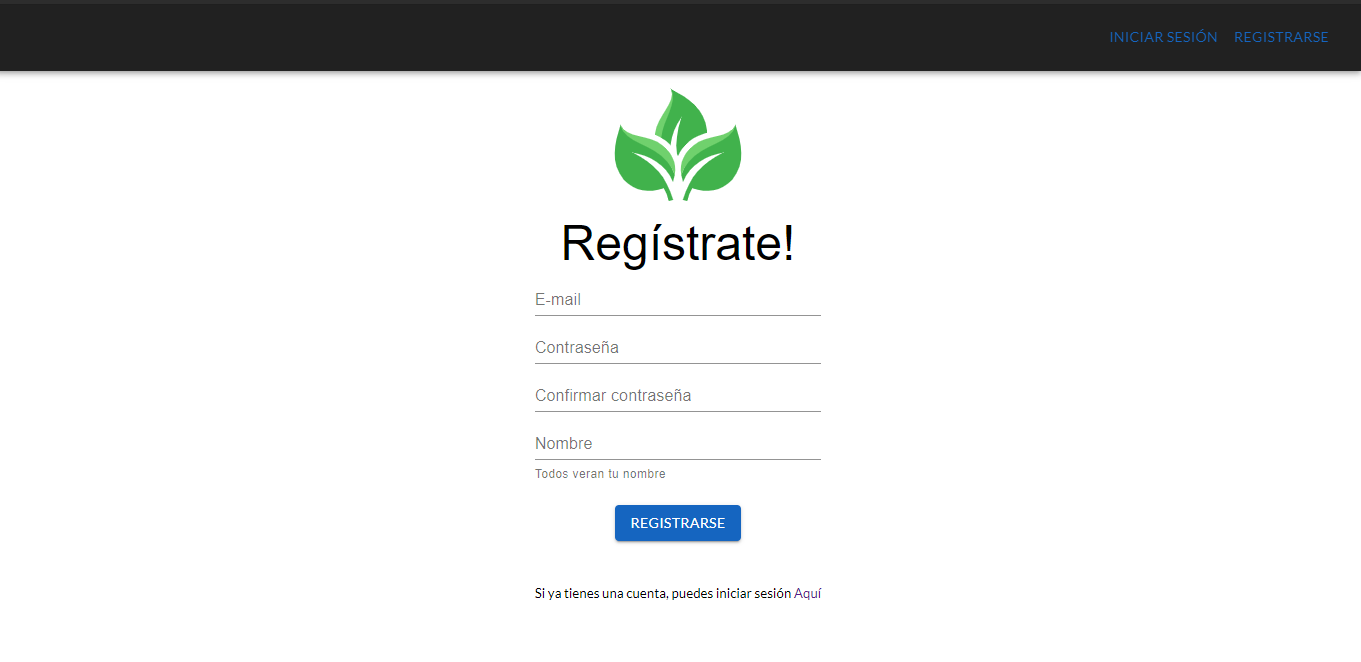 INICIAR SESIÓN REGISTRARSE
Regístrate!
E-mail
Contraseña
Confirmar contraseña
Nombre
Todos veran tu nombre
REGISTRARSE
Si ya tienes una cuenta, puedes iniciar sesión Aquí